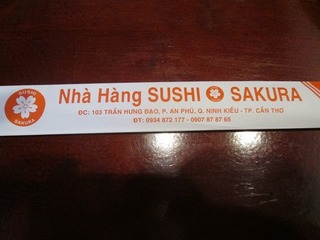 SUSHI
SAKURA
Nhà Hàng SUSHI SAKURA
ĐC: 103 TRẦN HƯNG ĐẠO, P. AN PHÚ, Q. NINH KIỀU - TP. CẦN THƠ
ĐT: 0934 872 177 - 0907 87 87 65